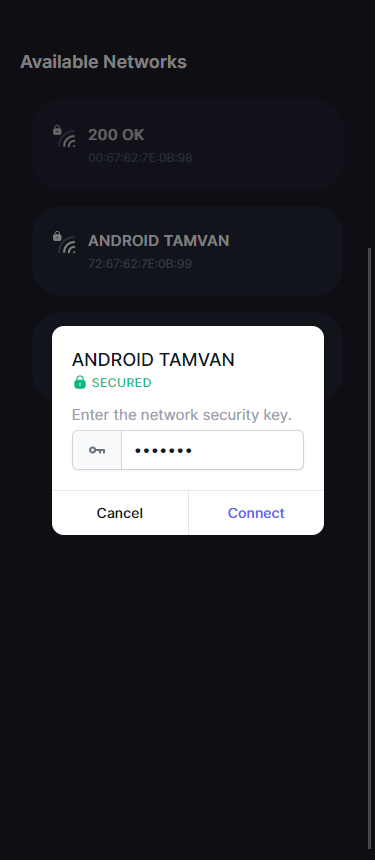 Available Networks
200 OK
00:67:62:7E:0B:98
ANDROID TAMVAN
72:67:62:7E:0B:99
ANDROID TAMVAN
SECURED
Enter the network security key.
•••••••
Cancel
Connect